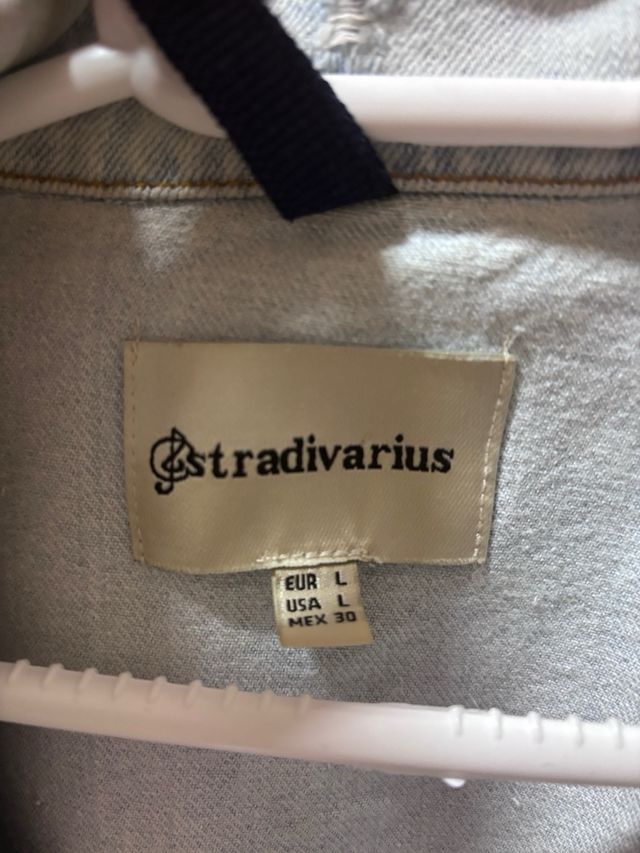 stradivarius
EUR L
USA L
MEX 30